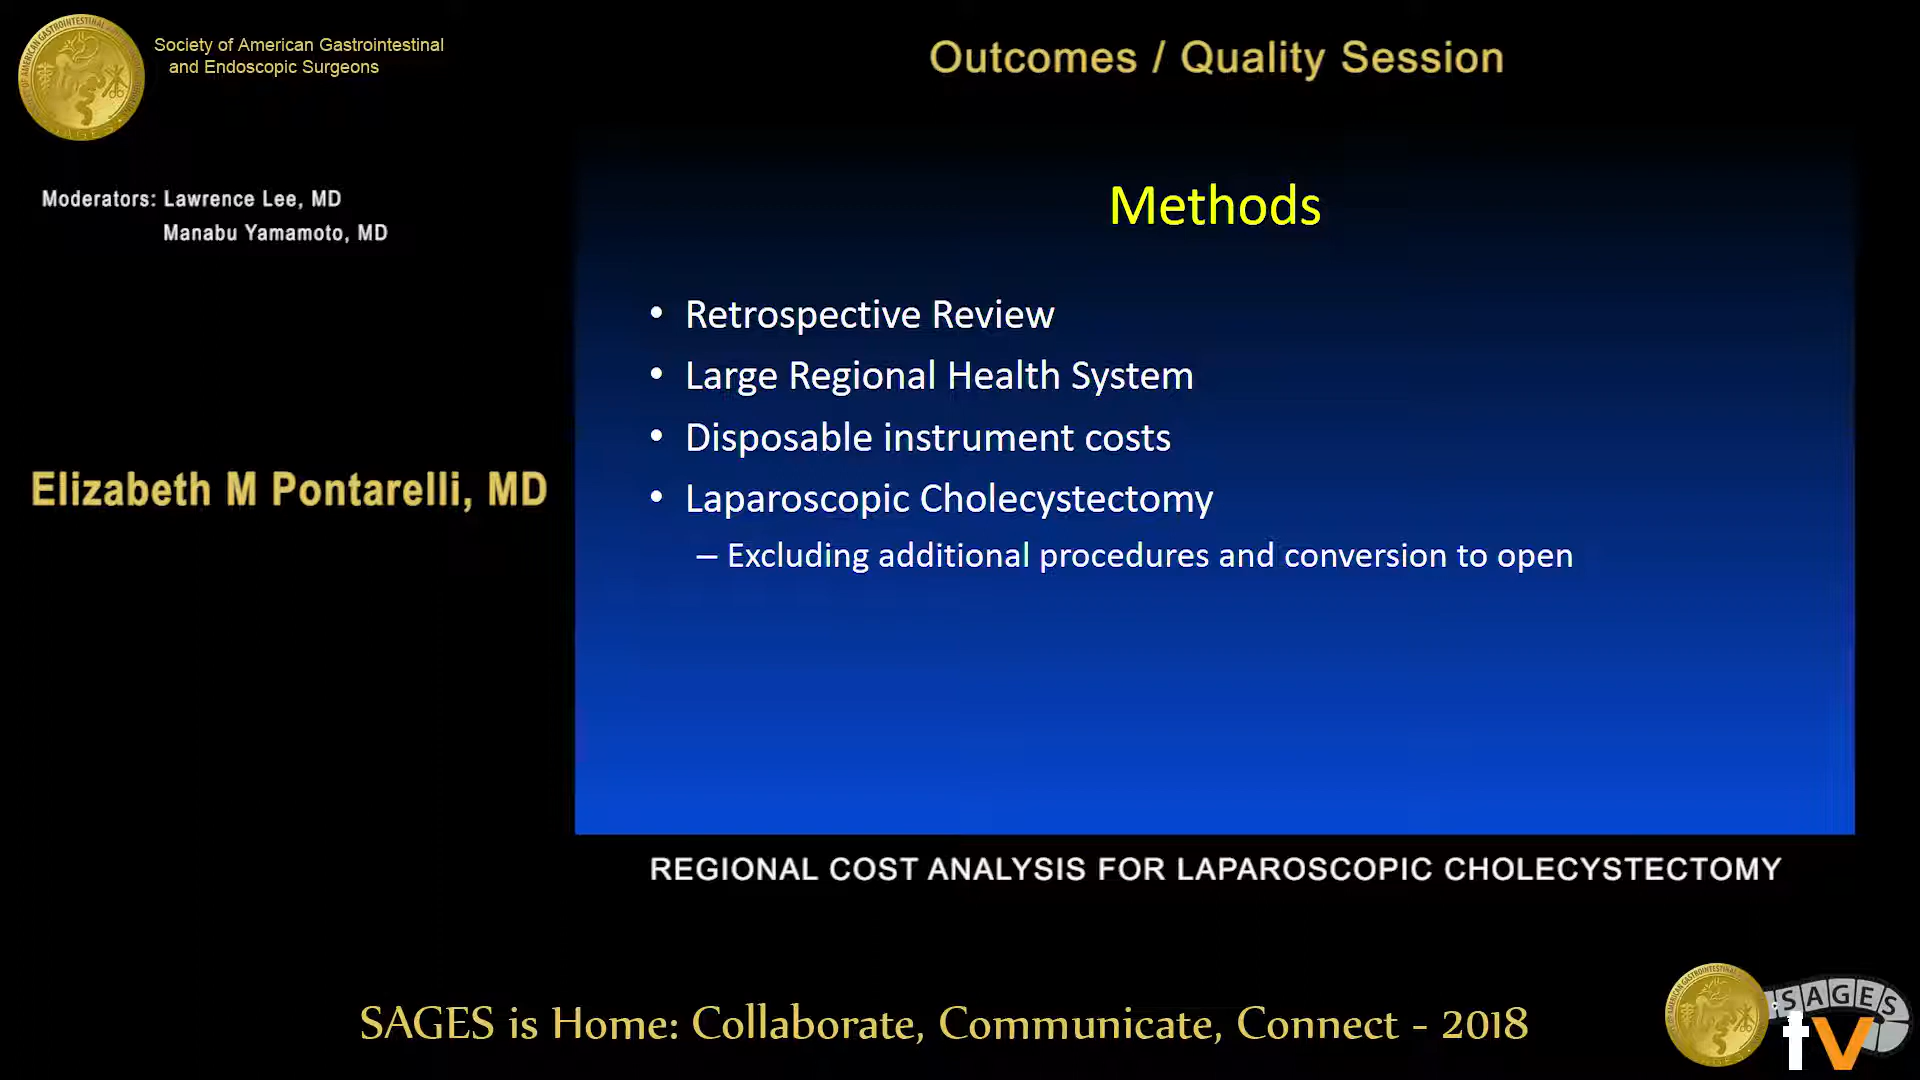 Society of American Gastrointestinal
and Endoscopic Surgeons
Outcomes / Quality Session
Moderators: Lawrence Lee, MD
Manabu Yamamoto, MD
Elizabeth M Pontarelli, MD
Methods
• Retrospective Review
• Large Regional Health System
• Disposable instrument costs
• Laparoscopic Cholecystectomy
– Excluding additional procedures and conversion to open
REGIONAL COST ANALYSIS FOR LAPAROSCOPIC CHOLECYSTECTOMY
SAGES is Home: Collaborate, Communicate, Connect - 2018
SAGES
tv